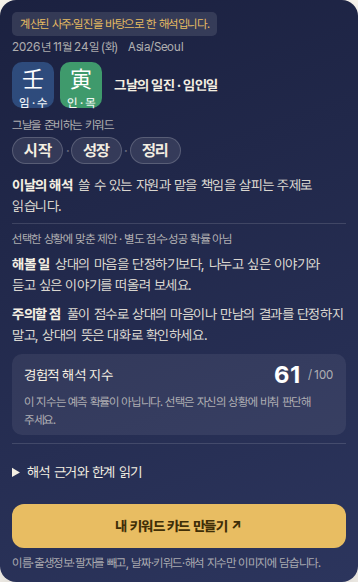 계산된 사주·일진을 바탕으로 한 해석입니다.
2026년 11월 24일 (화) Asia/Seoul
壬 寅
임·수 인·목
그날의 일진·임인일
그날을 준비하는 키워드
시작 · 성장 · 정리
이날의 해석 쓸 수 있는 자원과 맡을 책임을 살피는 주제로
읽습니다.
선택한 상황에 맞춘 제안·별도 점수·성공 확률 아님
해볼 일 상대의 마음을 단정하기보다, 나누고 싶은 이야기와
듣고 싶은 이야기를 떠올려 보세요.
주의할 점 풀이 점수로 상대의 마음이나 만남의 결과를 단정하지
말고, 상대의 뜻은 대화로 확인하세요.
경험적 해석 지수 61 / 100
이 지수는 예측 확률이 아닙니다. 선택은 자신의 상황에 비춰 판단해
주세요.
▶ 해석 근거와 한계 읽기
내 키워드 카드 만들기 ↗
이름·출생정보·팔자를 빼고, 날짜·키워드·해석 지수만 이미지에 담습니다.